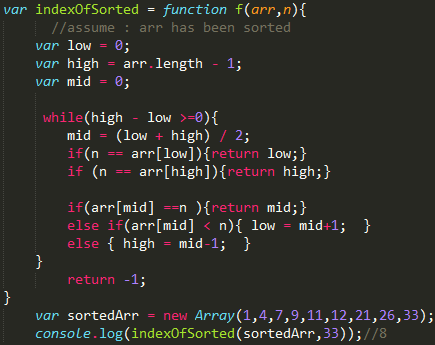 var indexOfSorted = function f(arr,n){
//assume : arr has been sorted
var low = 0;
var high = arr.length - 1;
var mid = 0;
while(high - low >=0){
mid = (low + high) / 2;
if(n == arr[low]){return low;}
if (n == arr[high]){return high;}
if(arr[mid] ==n ){return mid;}
else if(arr[mid] < n){ low = mid+1;  }
else { high = mid-1;  }
}
return -1;
}
var sortedArr = new Array(1,4,7,9,11,12,21,26,33);
console.log(indexOfSorted(sortedArr,33));//8